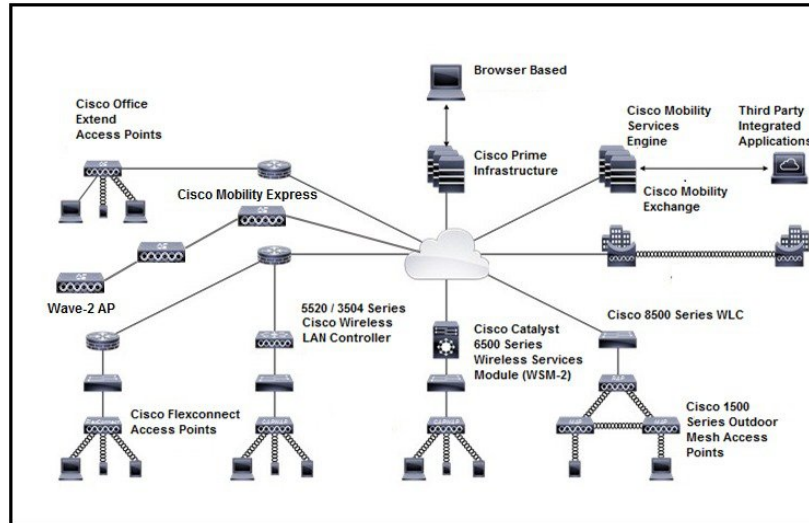 Browser Based
Cisco Office
Extend
Access Points
Cisco Mobility
Services
Engine
Third Party
Integrated
Applications
Cisco Prime
Infrastructure
Cisco Mobility
Exchange
Cisco Mobility Express
Wave-2 AP
5520 / 3504 Series
Cisco Wireless
LAN Controller
Cisco Catalyst
6500 Series
Wireless Services
Module (WSM-2)
Cisco 8500 Series WLC
Cisco Flexconnect
Access Points
Cisco 1500
Series Outdoor
Mesh Access
Points